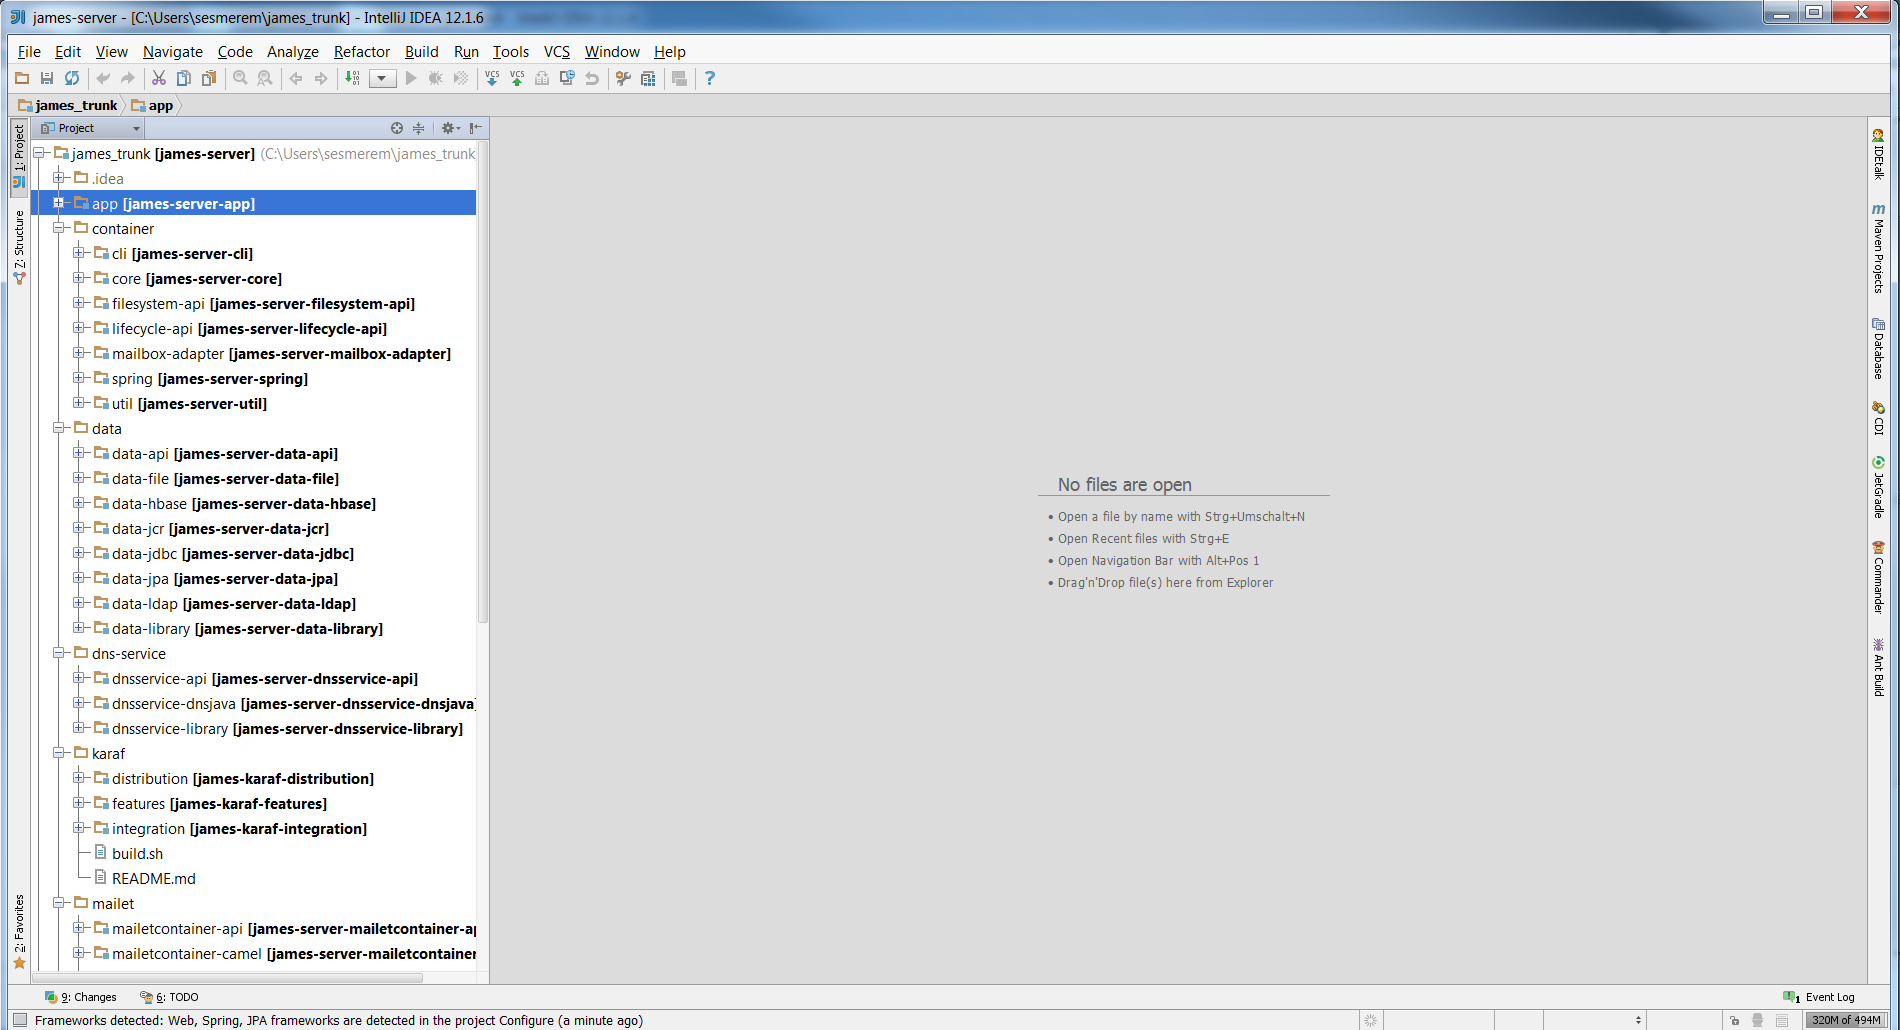 james-server - [C:\Users\sesmerem\james_trunk] - IntelliJ IDEA 12.1.6
File Edit View Navigate Code Analyze Refactor Build Run Tools VCS Window Help
VCS VCS
james_trunk app
Project
1: Project
7: Structure
2: Favorites
james_trunk [james-server] (C:\Users\sesmerem\james_trunk
.idea
app [james-server-app]
container
cli [james-server-cli]
core [james-server-core]
filesystem-api [james-server-filesystem-api]
lifecycle-api [james-server-lifecycle-api]
mailbox-adapter [james-server-mailbox-adapter]
spring [james-server-spring]
util [james-server-util]
data
data-api [james-server-data-api]
data-file [james-server-data-file]
data-hbase [james-server-data-hbase]
data-jcr [james-server-data-jcr]
data-jdbc [james-server-data-jdbc]
data-jpa [james-server-data-jpa]
data-ldap [james-server-data-ldap]
data-library [james-server-data-library]
dns-service
dnsservice-api [james-server-dnsservice-api]
dnsservice-dnsjava [james-server-dnsservice-dnsjava]
dnsservice-library [james-server-dnsservice-library]
karaf
distribution [james-karaf-distribution]
features [james-karaf-features]
integration [james-karaf-integration]
build.sh
README.md
mailet
mailetcontainer-api [james-server-mailetcontainer-ap
mailetcontainer-camel [james-server-mailetcontainer
No files are open
• Open a file by name with Strg+Umschalt+N
• Open Recent files with Strg+E
• Open Navigation Bar with Alt+Pos 1
• Drag'n'Drop file(s) here from Explorer
IDEtalk
Maven Projects
Database
CDI
JetGradle
Commander
Ant Build
9: Changes 6: TODO
1 Event Log
Frameworks detected: Web, Spring, JPA frameworks are detected in the project Configure (a minute ago)
320M of 494M